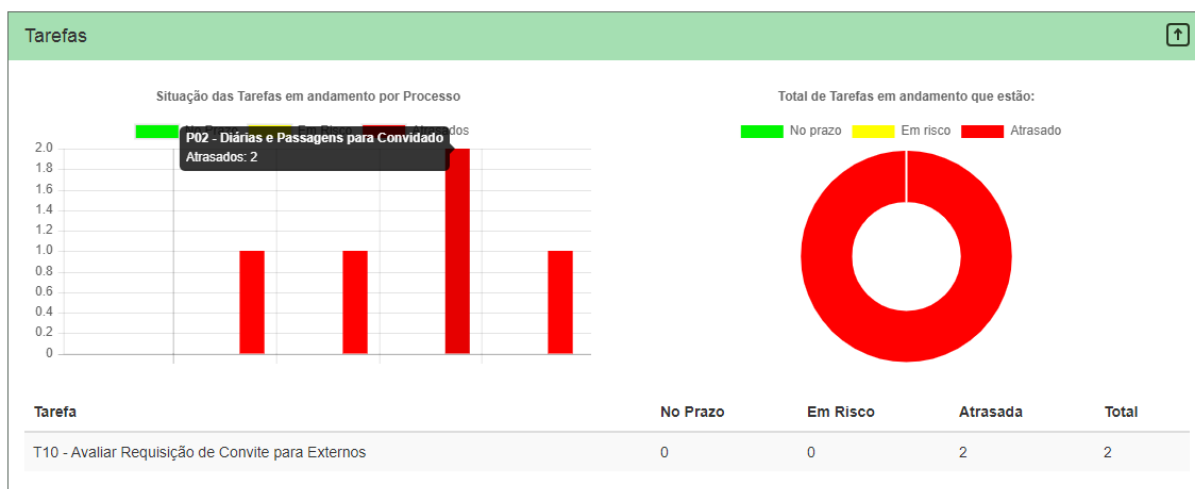 Tarefas
Situação das Tarefas em andamento por Processo
Atrasados
P02 - Diárias e Passagens para Convidado
Atrasados: 2
2.0
1.8
1.6
1.4
1.2
1.0
0.8
0.6
0.4
0.2
0
Total de Tarefas em andamento que estão:
No prazo Em risco Atrasado
Tarefa No Prazo Em Risco Atrasada Total
T10 - Avaliar Requisição de Convite para Externos 0 0 2 2